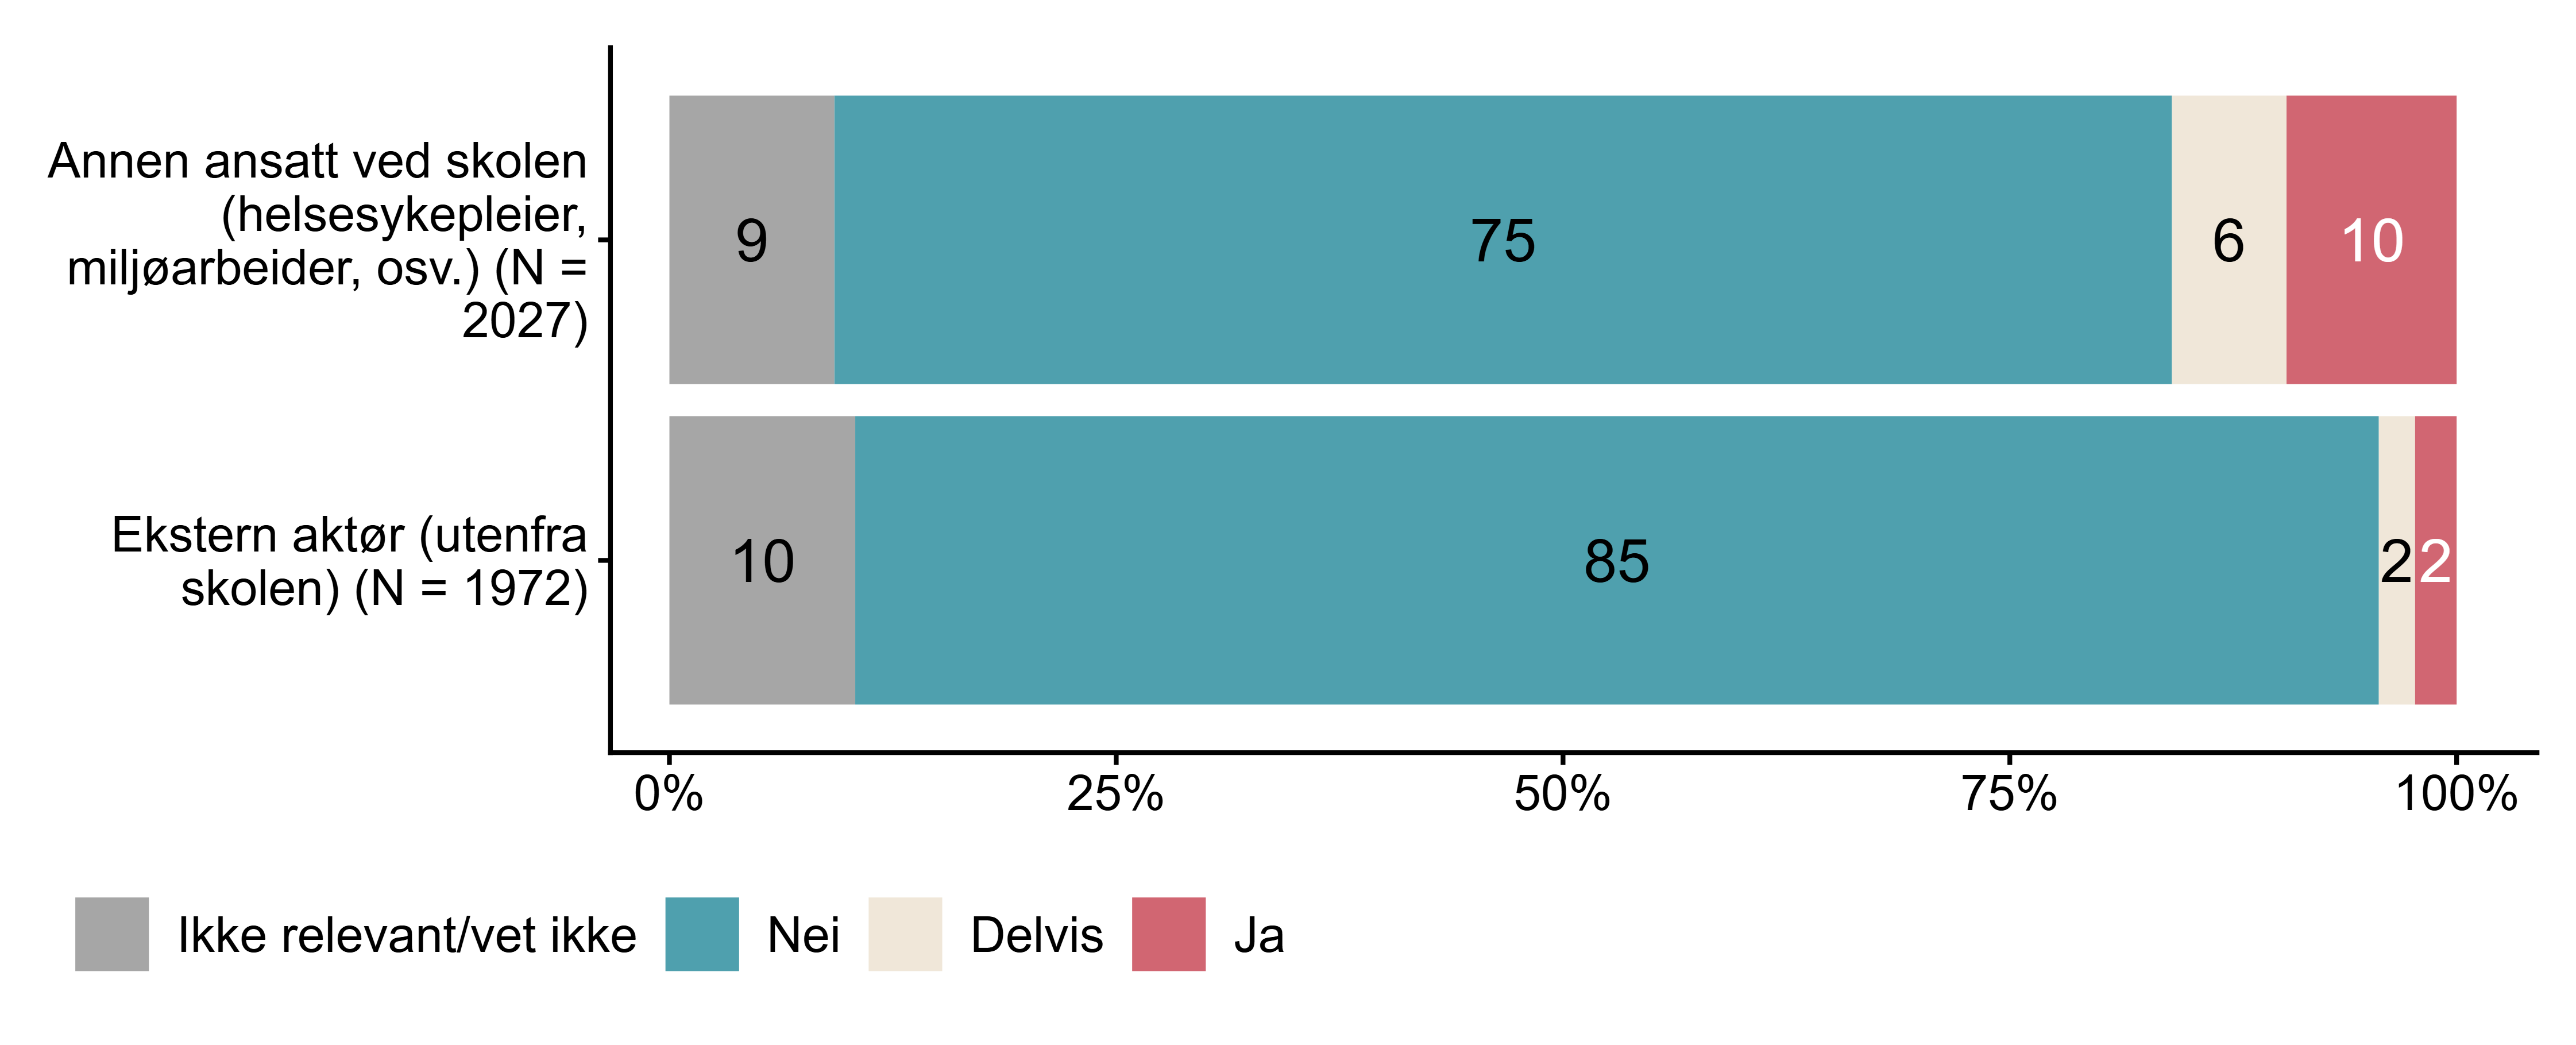 Annen ansatt ved skolen
(helsesykepleier,
miljøarbeider, osv.) (N =
2027)
9 75 6 10
Ekstern aktør (utenfra
skolen) (N = 1972)
10 85 2 2
0% 25% 50% 75% 100%
Ikke relevant/vet ikke Nei Delvis Ja